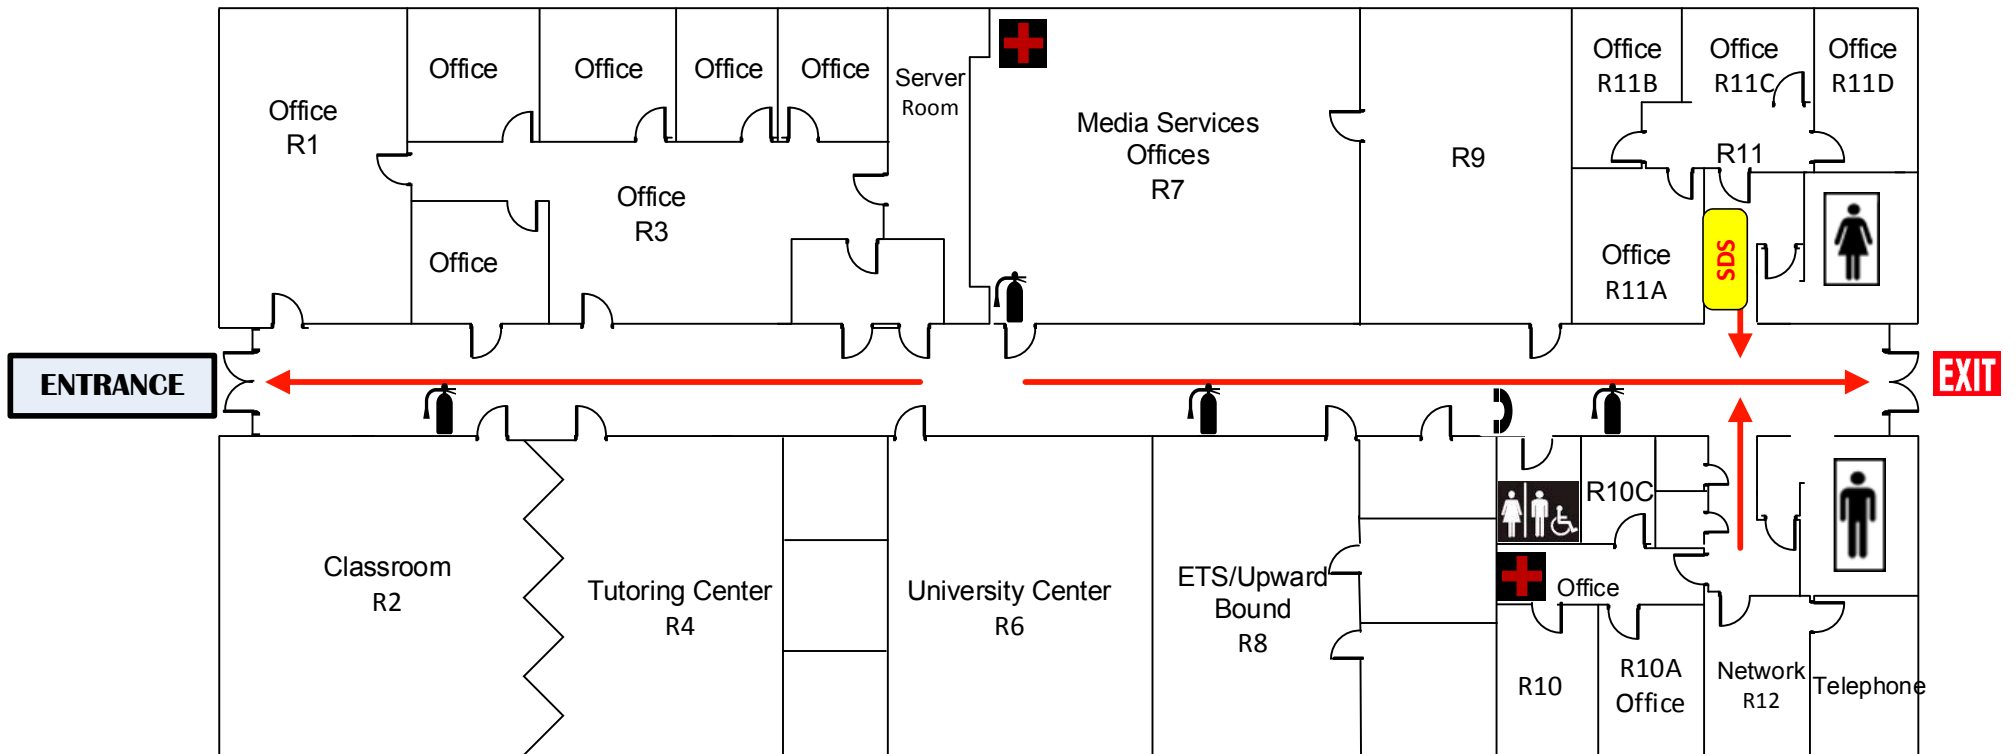 Office
R1
Office
Office
Office
Office
Server
Room
Office
R3
Office
Media Services
Offices
R7
R9
Office
R11B
Office
R11C
Office
R11D
R11
Office
R11A
SDS
ENTRANCE
EXIT
Classroom
R2
Tutoring Center
R4
University Center
R6
ETS/Upward
Bound
R8
R10C
Office
R10
R10A
Office
Network
R12
Telephone